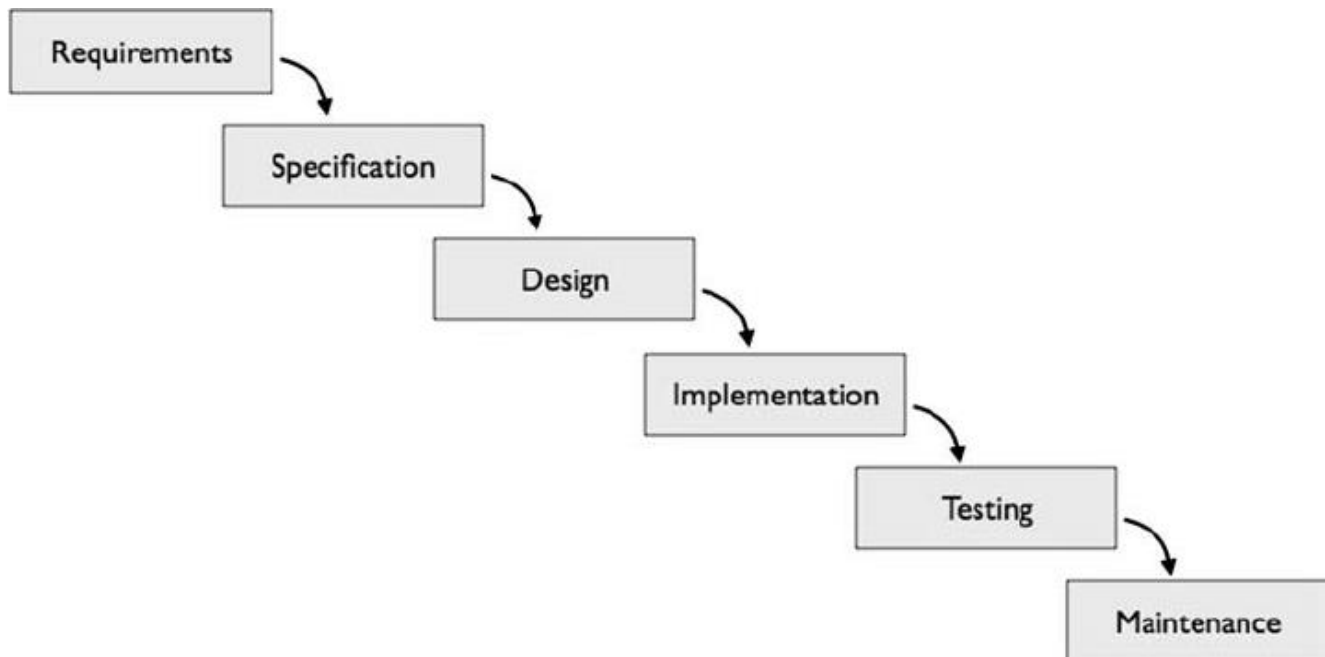 Requirements
Specification
Design
Implementation
Testing
Maintenance